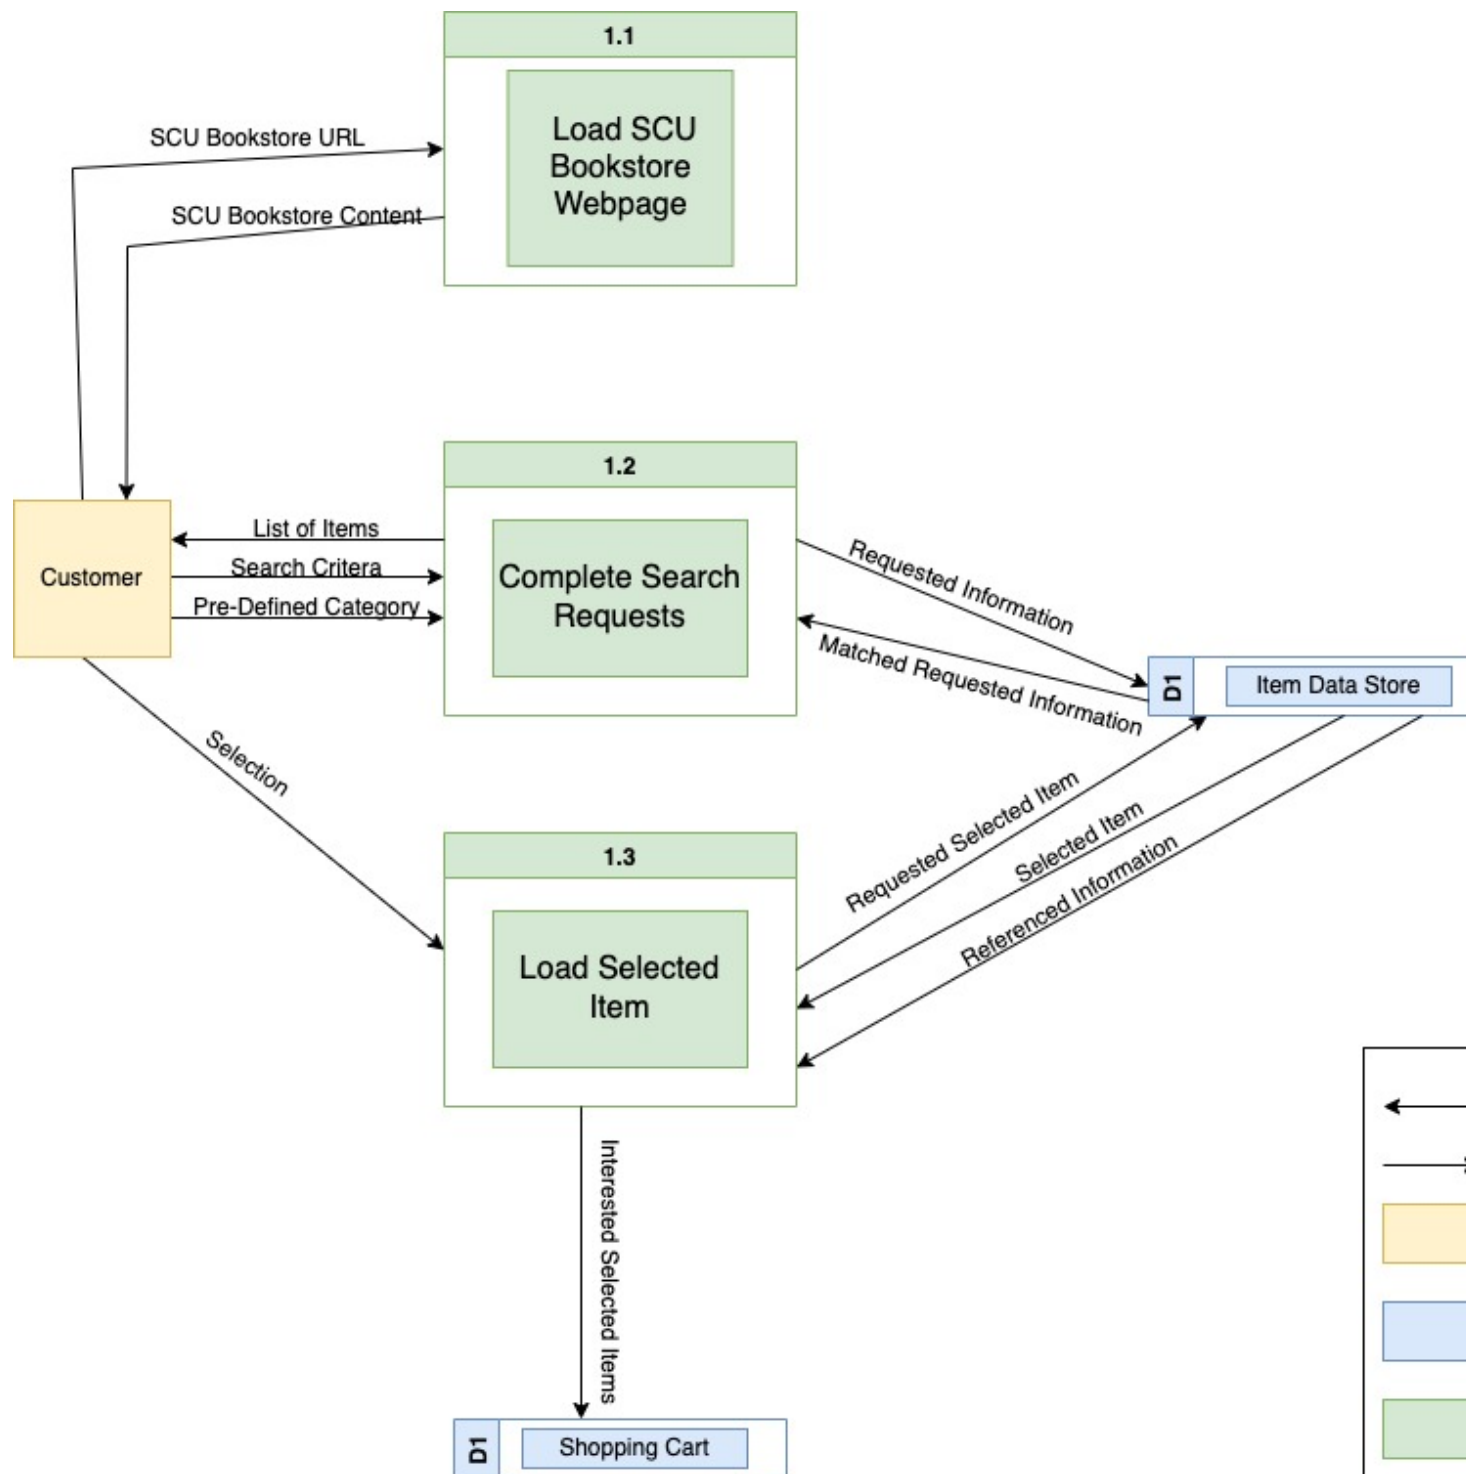 1.1
Load SCU
Bookstore
Webpage
SCU Bookstore URL
SCU Bookstore Content
1.2
Complete Search
Requests
Customer
List of Items
Search Critera
Pre-Defined Category
Requested Information
Matched Requested Information
D1
Item Data Store
Selection
1.3
Load Selected
Item
Requested Selected Item
Selected Item
Referenced Information
Interested Selected Items
D1
Shopping Cart